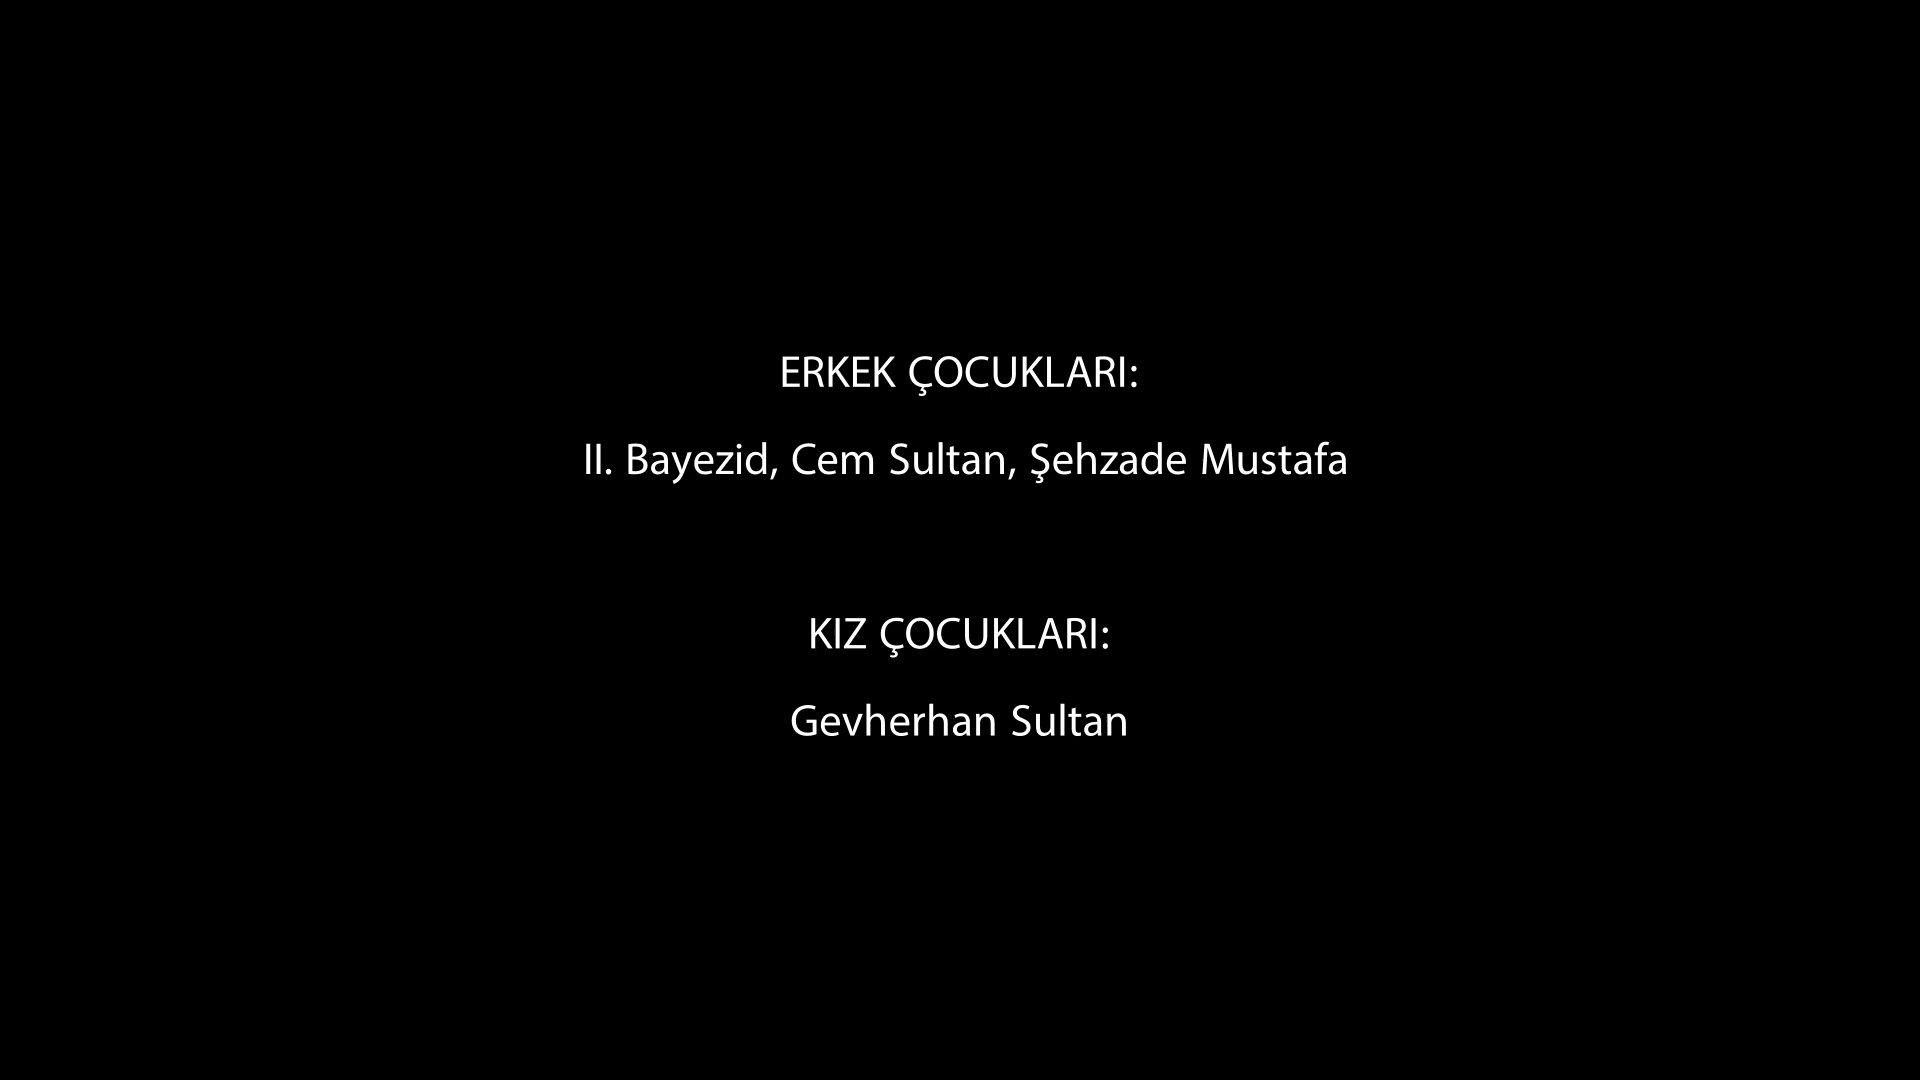 ERKEK ÇOCUKLARI:
II. Bayezid, Cem Sultan, Şehzade Mustafa
KIZ ÇOCUKLARI:
Gevherhan Sultan